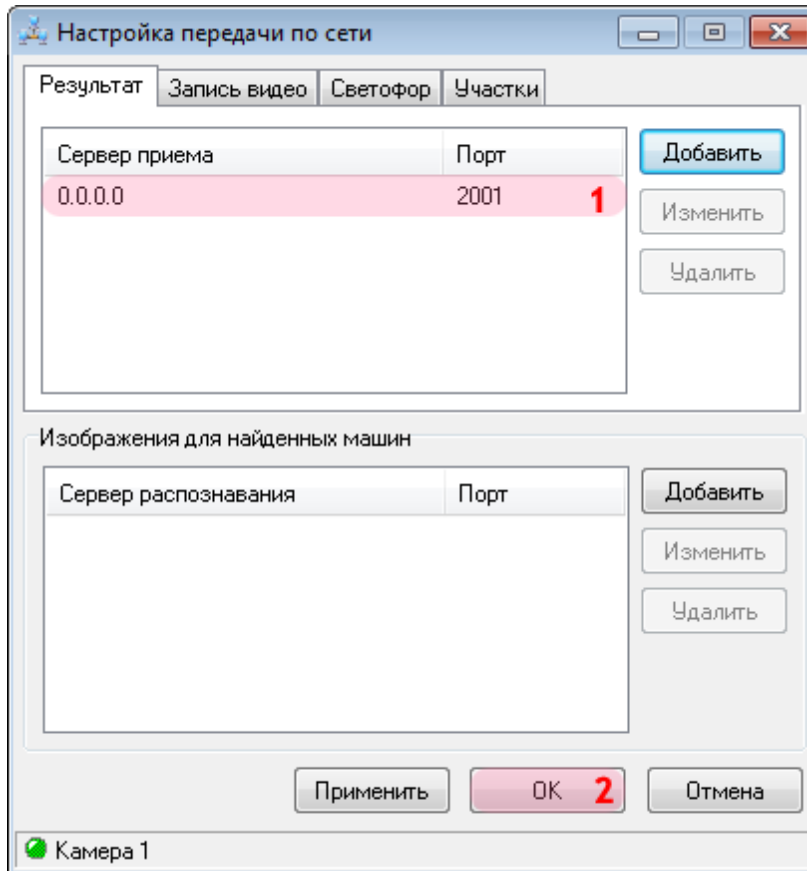 Настройка передачи по сети
Результат Запись видео Светофор Участки
Сервер приема Порт Добавить
0.0.0.0 2001 1
Изменить
Удалить
Изображения для найденных машин
Сервер распознавания Порт Добавить
Изменить
Удалить
Применить OK 2 Отмена
Камера 1